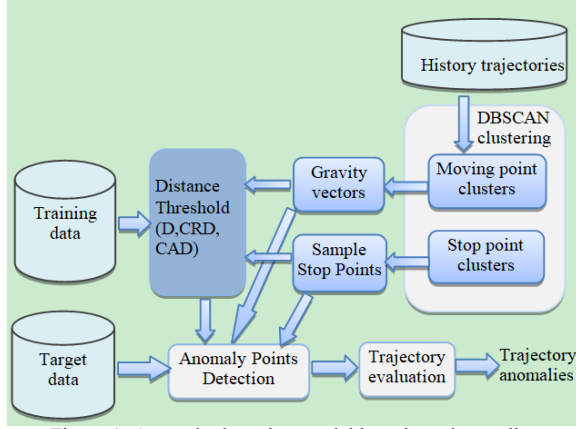 History trajectories
DBSCAN
clustering
Moving point
clusters
Gravity
vectors
Distance
Threshold
(D,CRD,
CAD)
Training
data
Sample
Stop Points
Stop point
clusters
Target
data
Anomaly Points
Detection
Trajectory
evaluation
Trajectory
anomalies